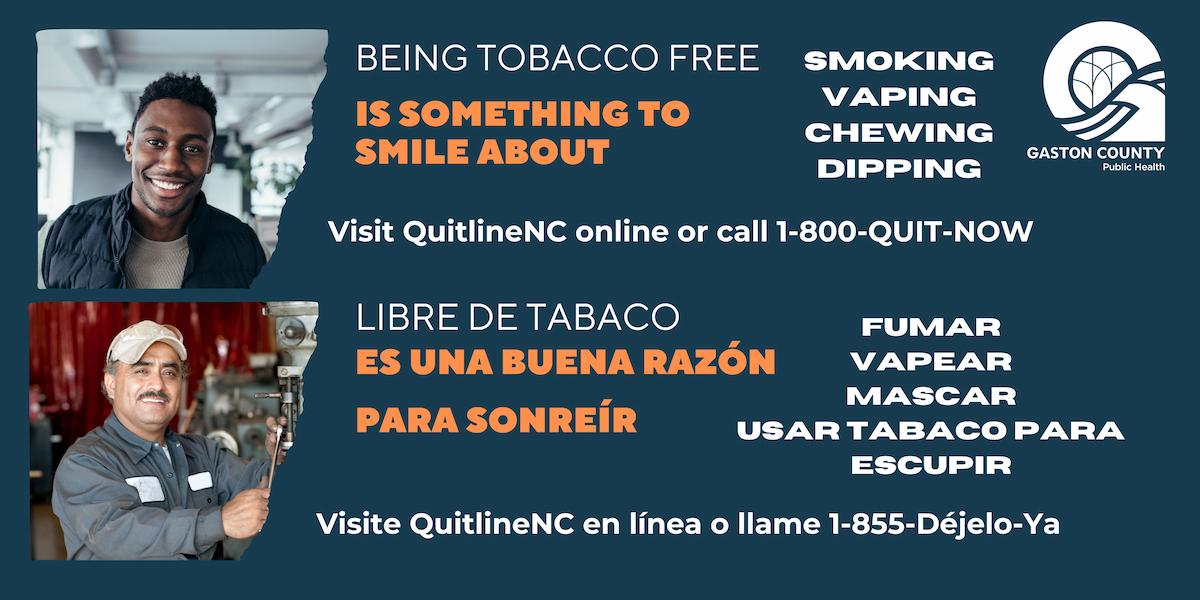 BEING TOBACCO FREE
IS SOMETHING TO
SMILE ABOUT
SMOKING
VAPING
CHEWING
DIPPING
GASTON COUNTY
Public Health
Visit QuitlineNC online or call 1-800-QUIT-NOW
LIBRE DE TABACO
ES UNA BUENA RAZÓN
PARA SONREÍR
FUMAR
VAPEAR
MASCAR
USAR TABACO PARA
ESCUPIR
Visite QuitlineNC en línea o llame 1-855-Déjelo-Ya